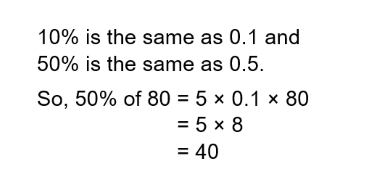 10% is the same as 0.1 and
50% is the same as 0.5.
So, 50% of 80 = 5 × 0.1 × 80
= 5 × 8
= 40